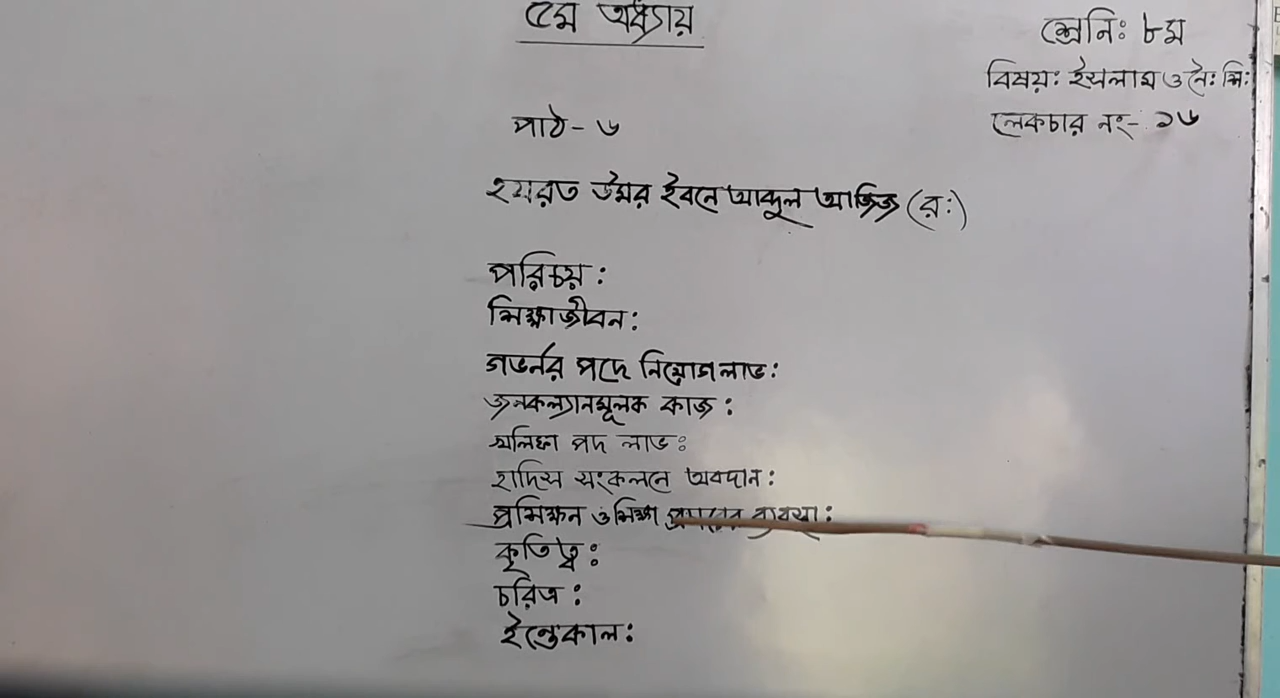 ৫ম অধ্যায়
শ্রেনিঃ ৮ম
বিষয়ঃ ইসলাম ও নৈঃ শিঃ
লেকচার নং- ১৬
পাঠ - ৬
হযরত উমর ইবনে আব্দুল আজিজ (রঃ)
পরিচয় :
শিক্ষাজীবন :
গভর্নর পদে নিয়োগ লাভ :
জনকল্যানমূলক কাজ :
খলিফা পদ লাভঃ
হাদিস সংকলনে অবদান :
প্রশিক্ষন ও শিক্ষা ব্যবস্থা :
কৃতিত্ব :
চরিত্র :
ইন্তেকাল :